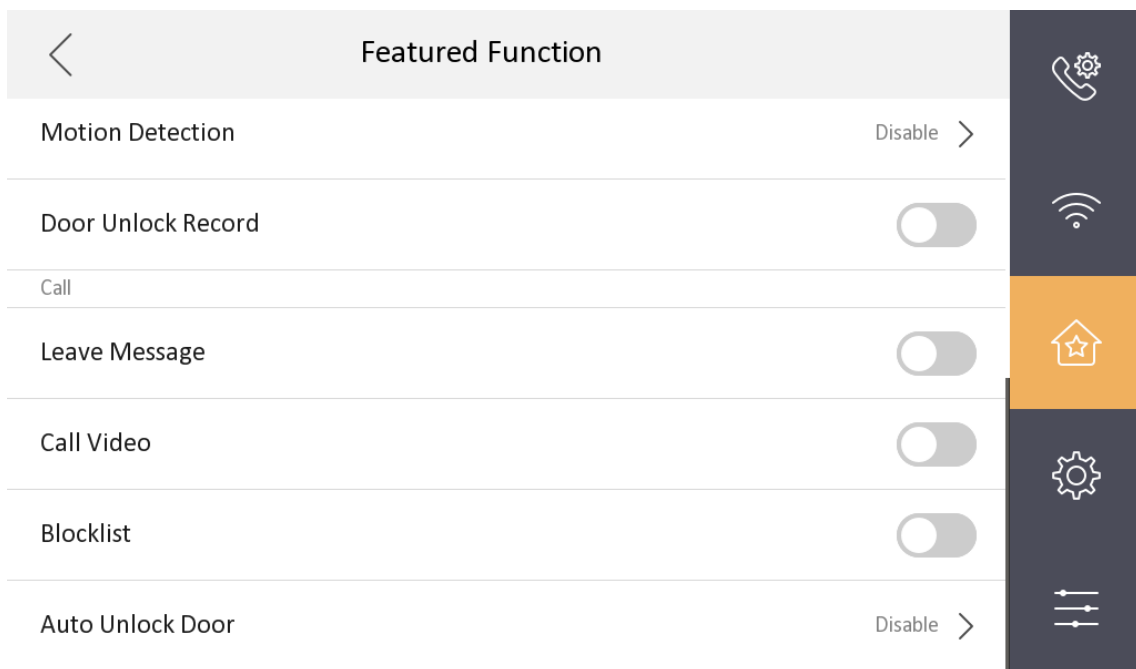 Featured Function
Motion Detection Disable
Door Unlock Record
Call
Leave Message
Call Video
Blocklist
Auto Unlock Door Disable